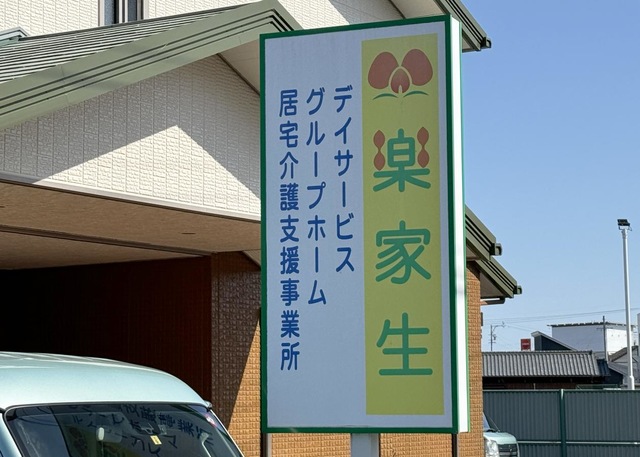 楽家生
デイサービス
グループホーム
居宅介護支援事業所